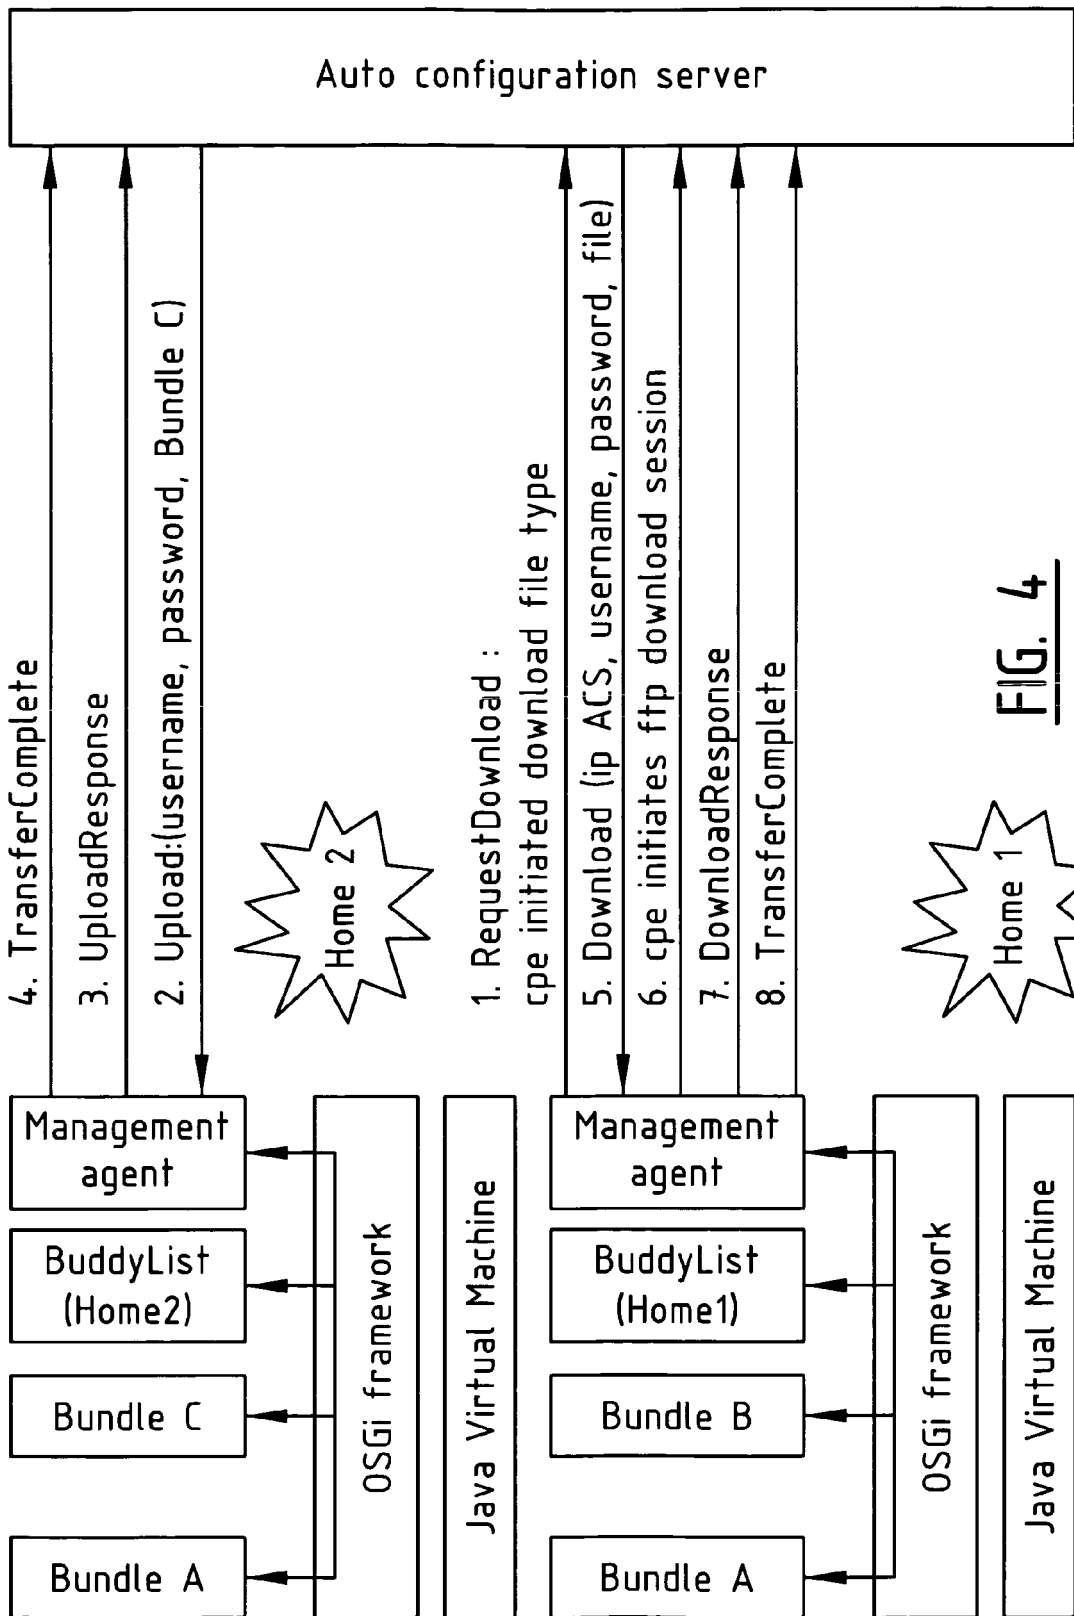 Auto configuration server
4. TransferComplete
3. UploadResponse
2. Upload:(username, password, Bundle C)
Home 2
1. RequestDownload :
cpe initiated download file type
5. Download (ip ACS, username, password, file)
6. cpe initiates ftp download session
7. DownloadResponse
8. TransferComplete
Home 1
Management
agent
BuddyList
(Home2)
Bundle C
Bundle A
OSGi framework
Java Virtual Machine
Management
agent
BuddyList
(Home1)
Bundle B
Bundle A
OSGi framework
Java Virtual Machine
FIG. 4